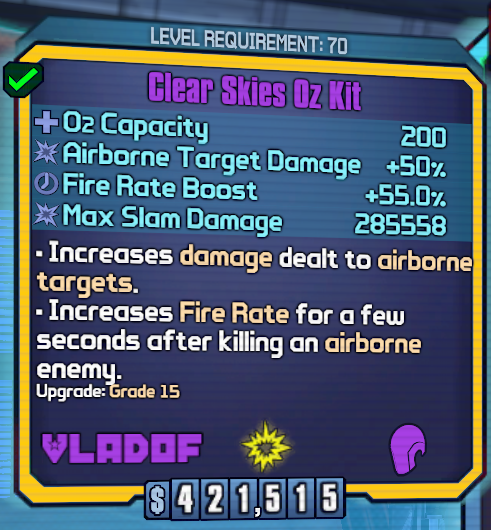 LEVEL REQUIREMENT: 70
Clear Skies Oz Kit
O2 Capacity 200
Airborne Target Damage +50%
Fire Rate Boost +55.0%
Max Slam Damage 285558
• Increases damage dealt to airborne
targets.
• Increases Fire Rate for a few
seconds after killing an airborne
enemy.
Upgrade: Grade 15
VLADOF
$ 421,515